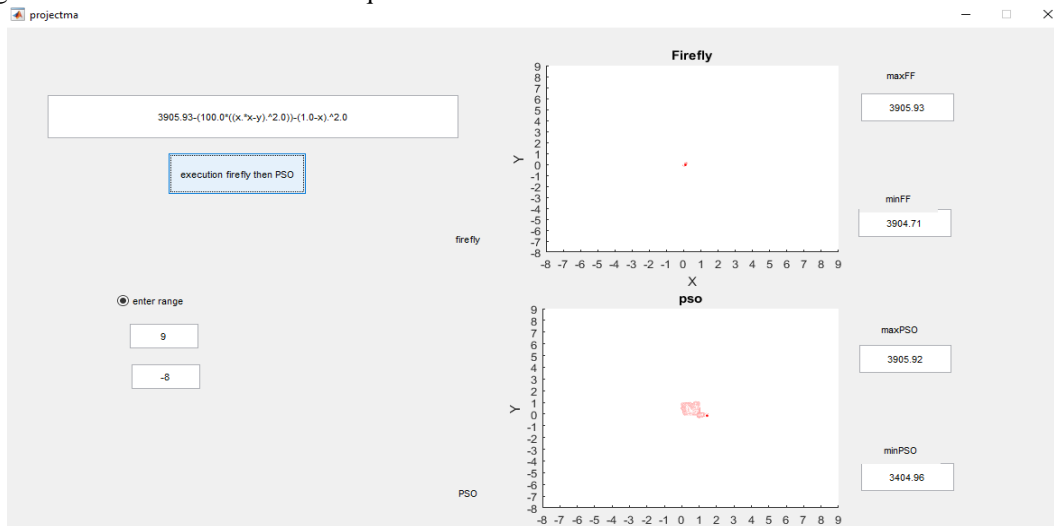 projectma
3905.93-(100.0*((x.*x-y).^2.0))-(1.0-x).^2.0
execution firefly then PSO
firefly
enter range
9
-8
PSO
Firefly
9
8
7
6
5
4
3
2
1
0
-1
-2
-3
-4
-5
-6
-7
-8
Y
-8 -7 -6 -5 -4 -3 -2 -1 0 1 2 3 4 5 6 7 8 9
X
maxFF
3905.93
minFF
3904.71
pso
9
8
7
6
5
4
3
2
1
0
-1
-2
-3
-4
-5
-6
-7
-8
Y
-8 -7 -6 -5 -4 -3 -2 -1 0 1 2 3 4 5 6 7 8 9
maxPSO
3905.92
minPSO
3404.96